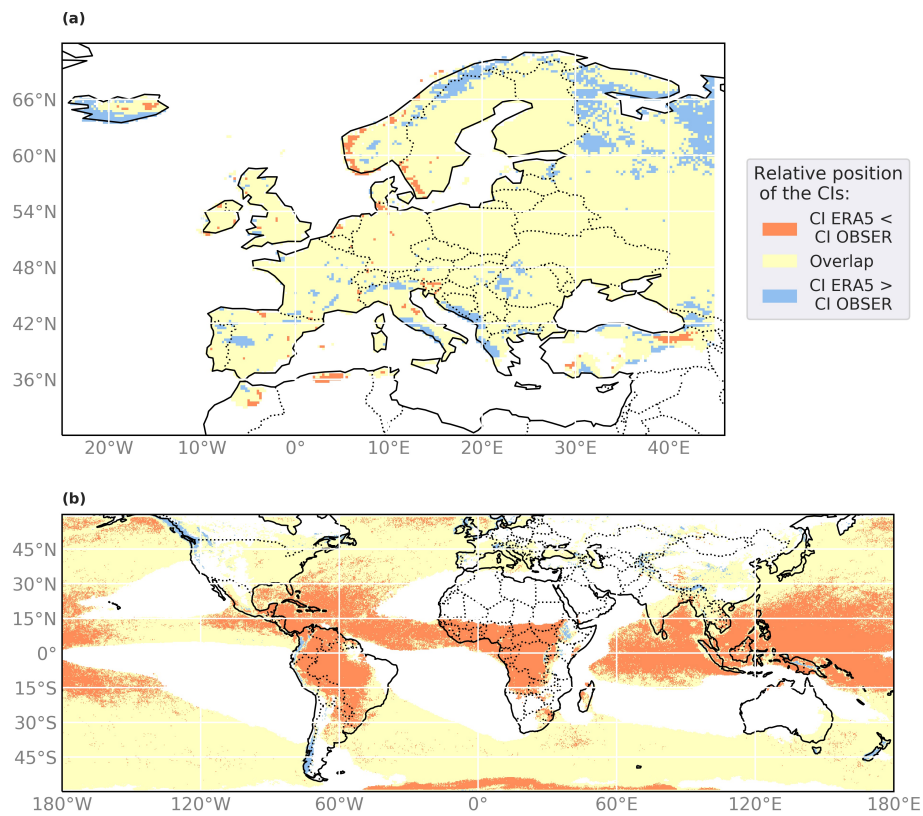 (a)
66°N
60°N
54°N
48°N
42°N
36°N
20°W
10°W
0°
10°E
20°E
30°E
40°E
Relative position
of the CIs:
CI ERA5 <
CI OBSER
Overlap
CI ERA5 >
CI OBSER
(b)
45°N
30°N
15°N
0°
15°S
30°S
45°S
180°W
120°W
60°W
0°
60°E
120°E
180°E